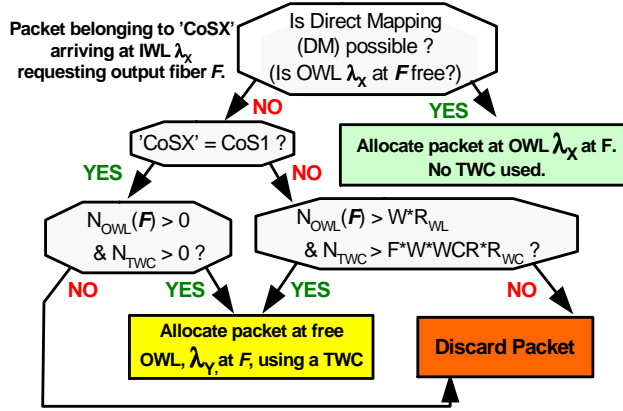 Packet belonging to 'CoSX'
arriving at IWL λX
requesting output fiber F.
Is Direct Mapping
(DM) possible ?
(Is OWL λX at F free?)
NO
YES
'CoSX' = CoS1 ?
Allocate packet at OWL λX at F.
No TWC used.
YES
NO
NOWL(F) > 0
& NTWC > 0 ?
NOWL(F) > W*RWL
& NTWC > F*W*WCR*RWC ?
NO
YES
YES
NO
Allocate packet at free
OWL, λY, at F, using a TWC
Discard Packet